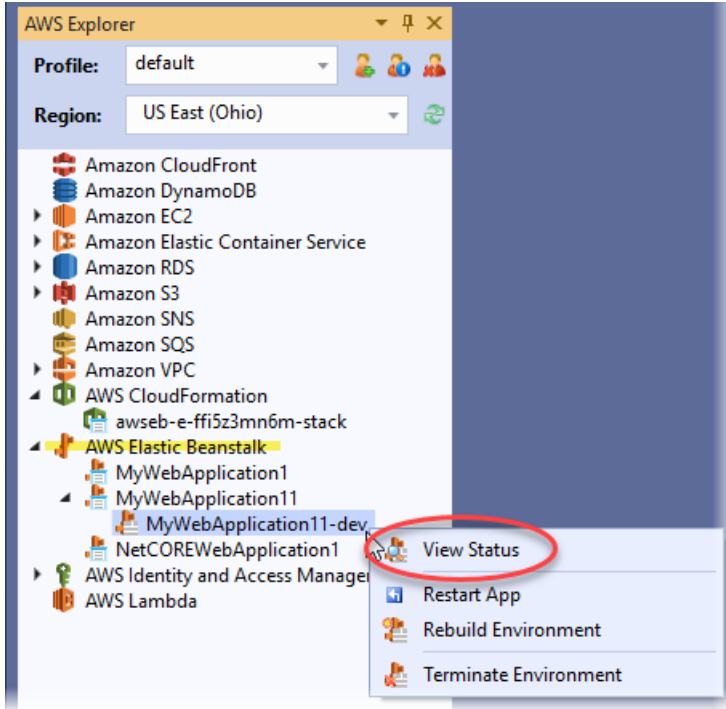 AWS Explorer
Profile: default
Region: US East (Ohio)
Amazon CloudFront
Amazon DynamoDB
Amazon EC2
Amazon Elastic Container Service
Amazon RDS
Amazon S3
Amazon SNS
Amazon SQS
Amazon VPC
AWS CloudFormation
awseb-e-ffi5z3mn6m-stack
AWS Elastic Beanstalk
MyWebApplication1
MyWebApplication11
MyWebApplication11-dev
NetCOREWebApplication1
AWS Identity and Access Manager
AWS Lambda
View Status
Restart App
Rebuild Environment
Terminate Environment